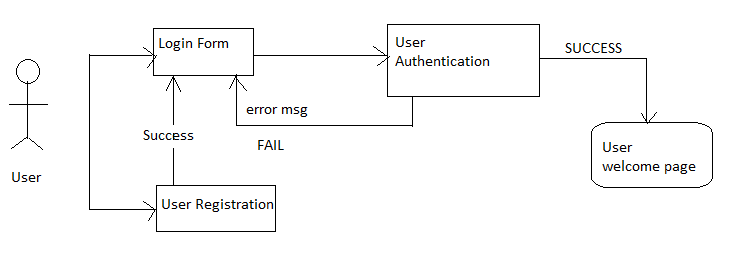 Login Form
User
Authentication
SUCCESS
error msg
Success
FAIL
User
welcome page
User
User Registration